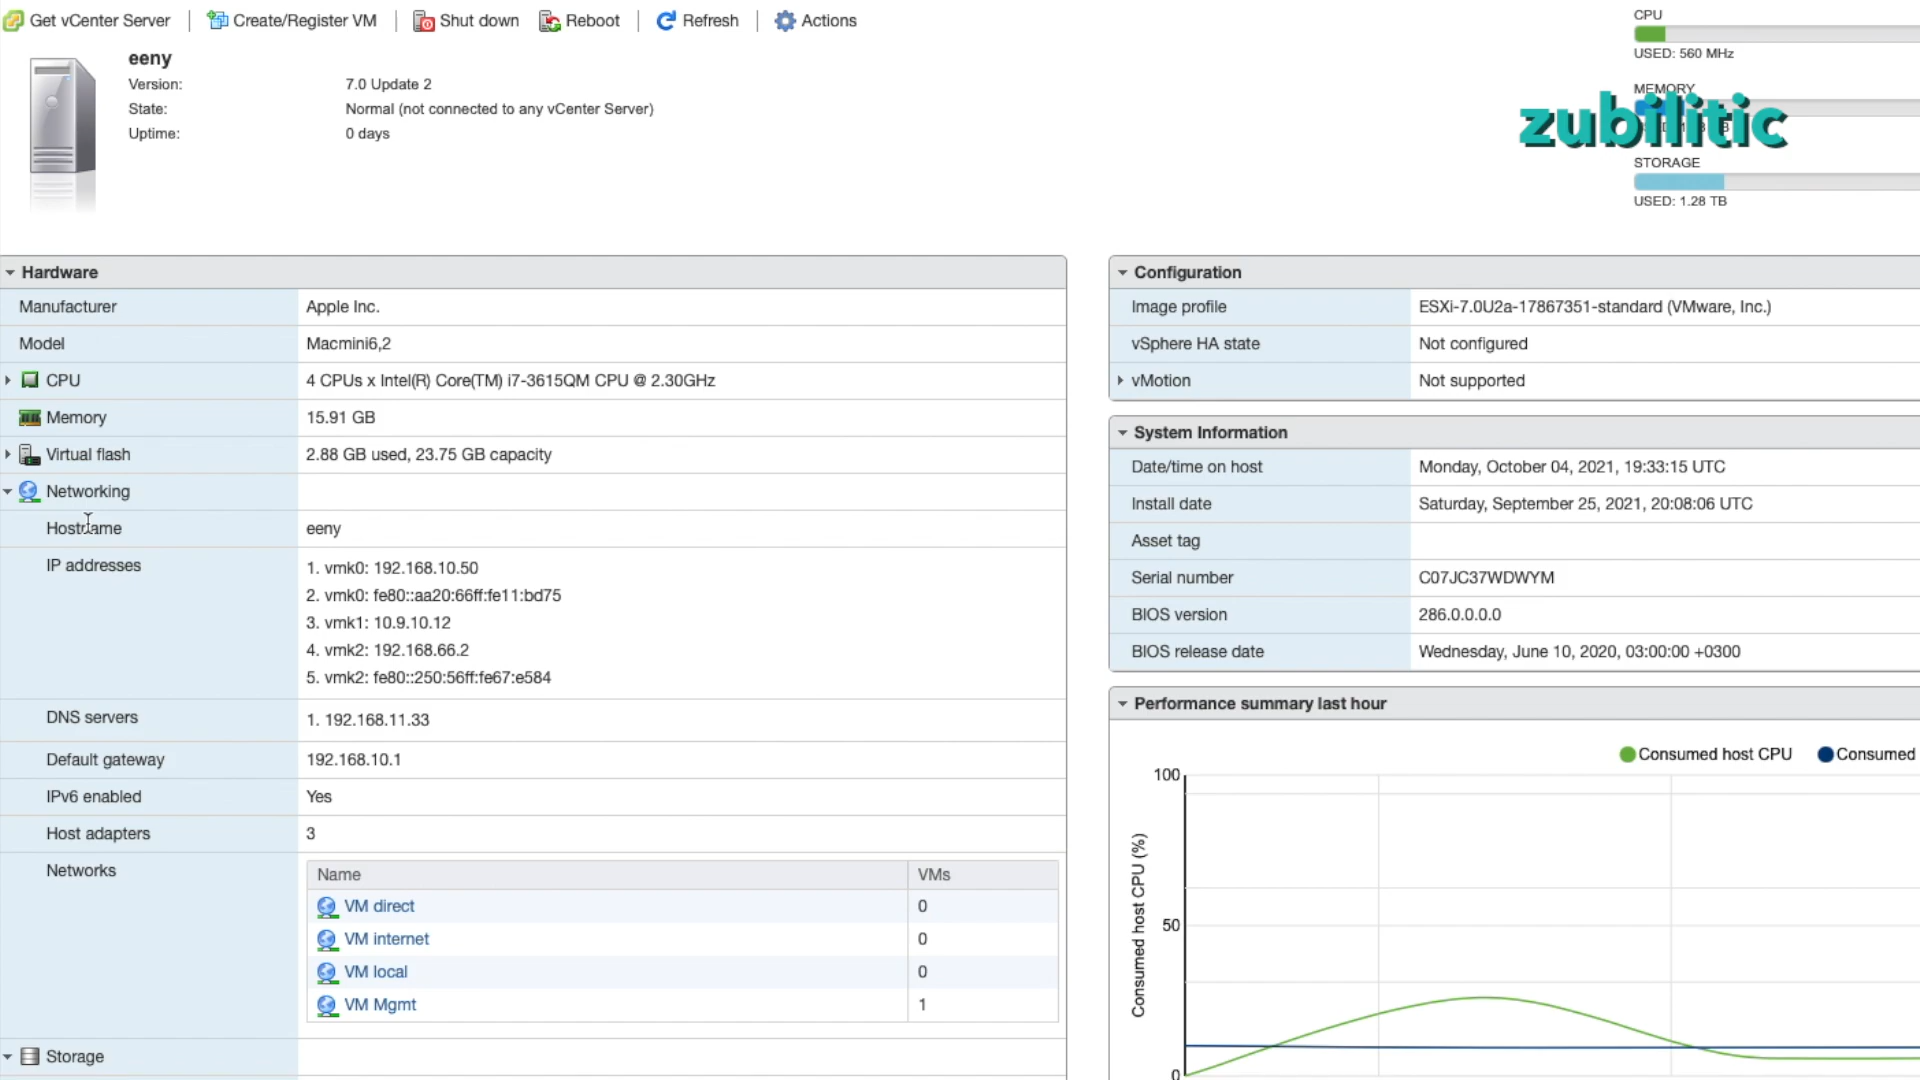 Get vCenter Server | Create/Register VM | Shut down Reboot | Refresh | Actions
eeny
Version: 7.0 Update 2
State: Normal (not connected to any vCenter Server)
Uptime: 0 days
CPU
USED: 560 MHz
MEMORY
zubilitic
STORAGE
USED: 1.28 TB
Hardware
Manufacturer Apple Inc.
Model Macmini6,2
CPU 4 CPUs x Intel(R) Core(TM) i7-3615QM CPU @ 2.30GHz
Memory 15.91 GB
Virtual flash 2.88 GB used, 23.75 GB capacity
Networking
Hostname eeny
IP addresses 1. vmk0: 192.168.10.50
2. vmk0: fe80::aa20:66ff:fe11:bd75
3. vmk1: 10.9.10.12
4. vmk2: 192.168.66.2
5. vmk2: fe80::250:56ff:fe67:e584
DNS servers 1. 192.168.11.33
Default gateway 192.168.10.1
IPv6 enabled Yes
Host adapters 3
Networks Name VMs
VM direct 0
VM internet 0
VM local 0
VM Mgmt 1
Storage
Configuration
Image profile ESXi-7.0U2a-17867351-standard (VMware, Inc.)
vSphere HA state Not configured
vMotion Not supported
System Information
Date/time on host Monday, October 04, 2021, 19:33:15 UTC
Install date Saturday, September 25, 2021, 20:08:06 UTC
Asset tag
Serial number C07JC37WDWYM
BIOS version 286.0.0.0.0
BIOS release date Wednesday, June 10, 2020, 03:00:00 +0300
Performance summary last hour
Consumed host CPU Consumed
100
50
0
Consumed host CPU (%)